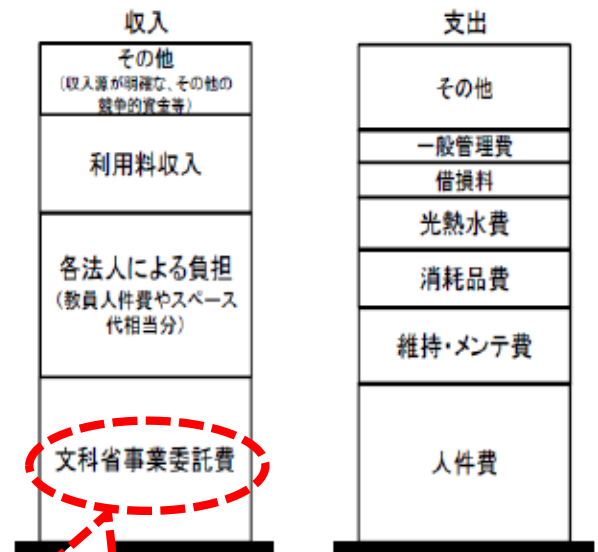 収入
その他
(収入源が明確な、その他の
競争的資金等)
利用料収入
各法人による負担
(教員人件費やスペース
代相当分)
文科省事業委託費
支出
その他
一般管理費
借損料
光熱水費
消耗品費
維持・メンテ費
人件費